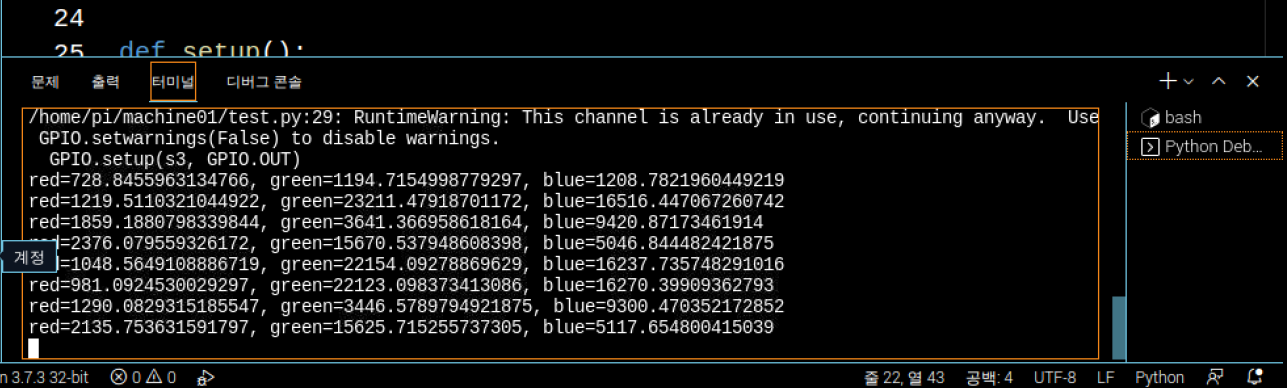 24
25 def setup():
문제 출력 터미널 디버그 콘솔
/home/pi/machine01/test.py:29: RuntimeWarning: This channel is already in use, continuing anyway. Use
GPIO.setwarnings(False) to disable warnings.
GPIO.setup(s3, GPIO.OUT)
red=728.8455963134766, green=1194.7154998779297, blue=1208.7821960449219
red=1219.5110321044922, green=23211.47918701172, blue=16516.447067260742
red=1859.1880798339844, green=3641.366958618164, blue=9420.87173461914
red=2376.079559326172, green=15670.537948608398, blue=5046.844482421875
=1048.5649108886719, green=22154.09278869629, blue=16237.735748291016
red=981.0924530029297, green=22123.098373413086, blue=16270.39909362793
red=1290.0829315185547, green=3446.5789794921875, blue=9300.470352172852
red=2135.753631591797, green=15625.715255737305, blue=5117.654800415039
계정
bash
Python Deb...
n 3.7.3 32-bit 0 0 줄 22, 열 43 공백: 4 UTF-8 LF Python